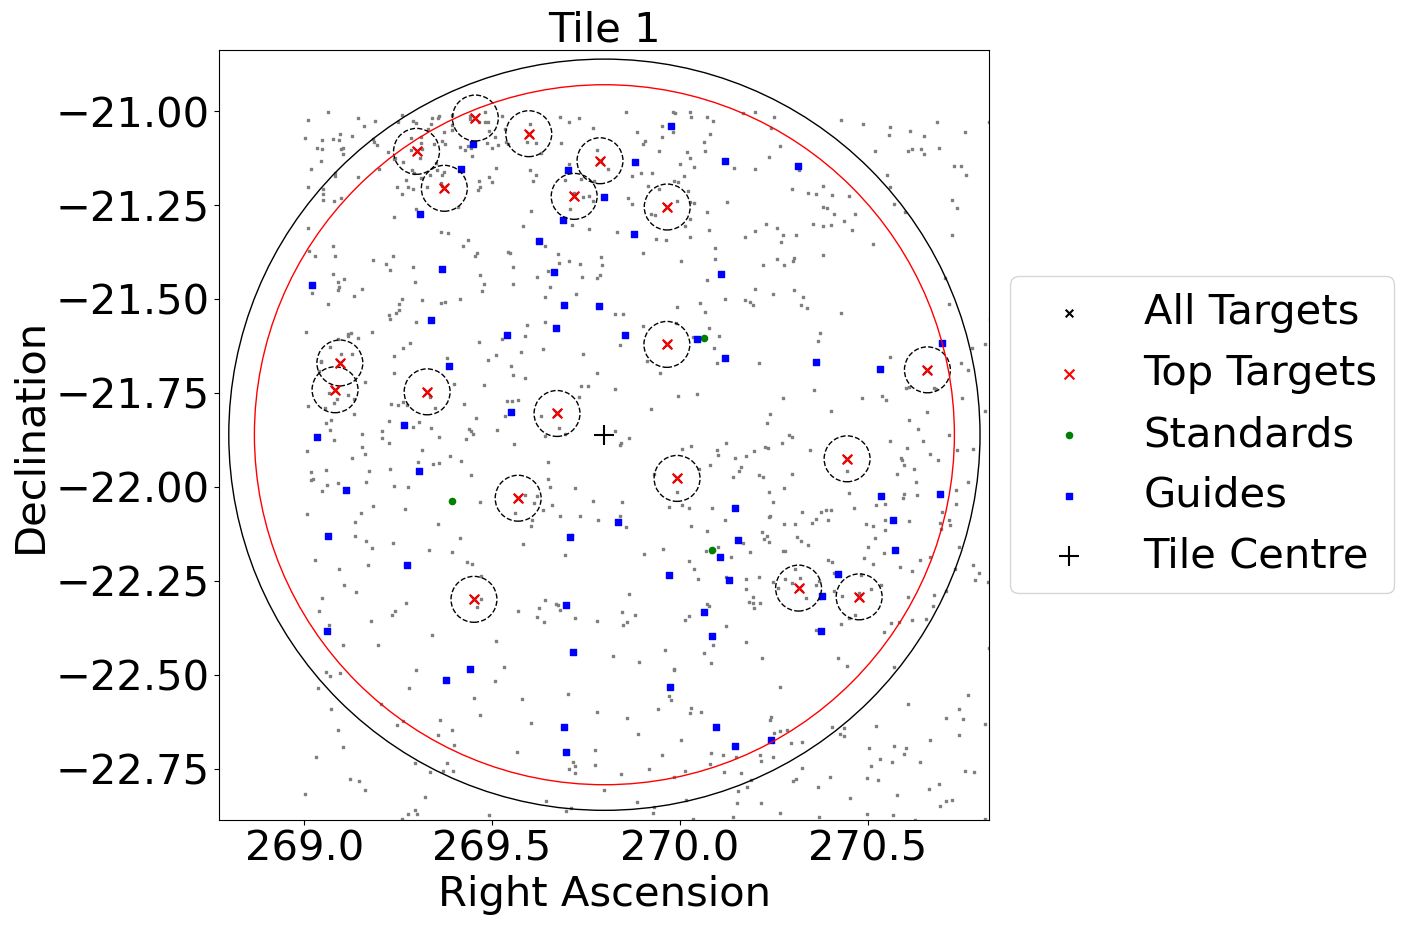 Tile 1
−21.00
−21.25
−21.50
−21.75
−22.00
−22.25
−22.50
−22.75
Declination
269.0 269.5 270.0 270.5
Right Ascension
All Targets
Top Targets
Standards
Guides
Tile Centre